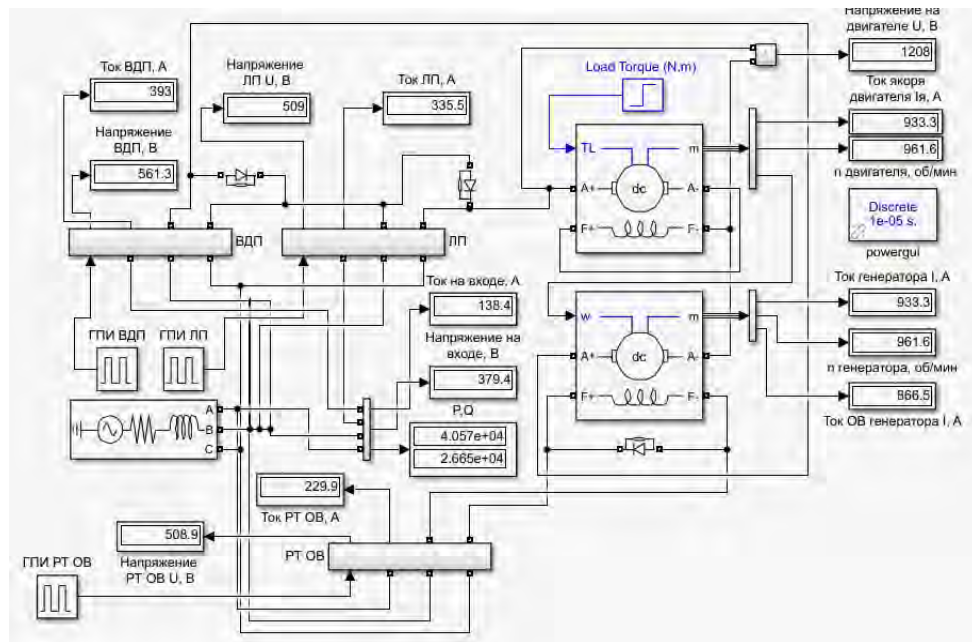 Напряжение на
двигателе U, В
1208
Ток якоря
двигателя Iя, А
933.3
961.6
n двигателя, об/мин
Ток ВДП, А
393
Напряжение
ЛП U, В
509
Ток ЛП, А
335.5
Load Torque (N.m)
Напряжение
ВДП, В
561.3
TL
m
A+
dc
A-
F+
F-
Discrete
1e-05 s.
powergui
ВДП
ЛП
Ток на входе, А
138.4
Ток генератора I, А
933.3
w
m
A+
dc
A-
F+
F-
961.6
n генератора, об/мин
866.5
Ток ОВ генератора I, А
ГПИ ВДП
ГПИ ЛП
Напряжение на
входе, В
379.4
P,Q
4.057e+04
2.665e+04
A
B
C
229.9
Ток РТ ОВ, А
508.9
Напряжение
РТ ОВ U, В
РТ ОВ
ГПИ РТ ОВ